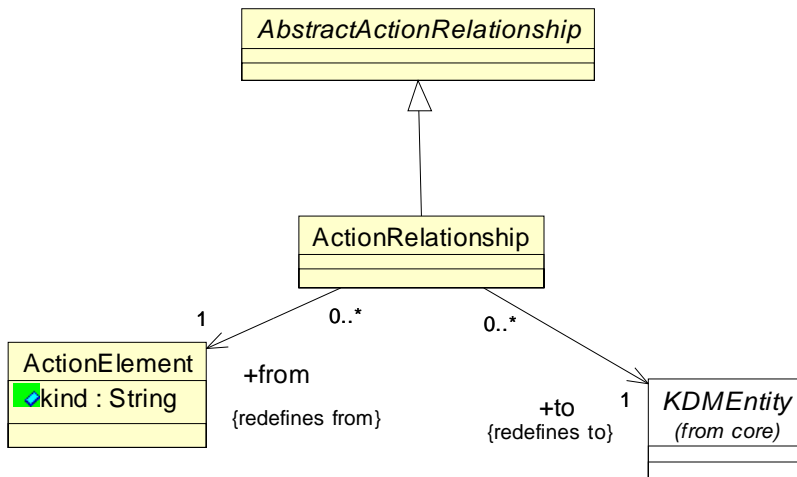 AbstractActionRelationship
ActionRelationship
1
0..*
0..*
ActionElement
kind : String
+from
{redefines from}
+to
{redefines to}
1
KDMEntity
(from core)